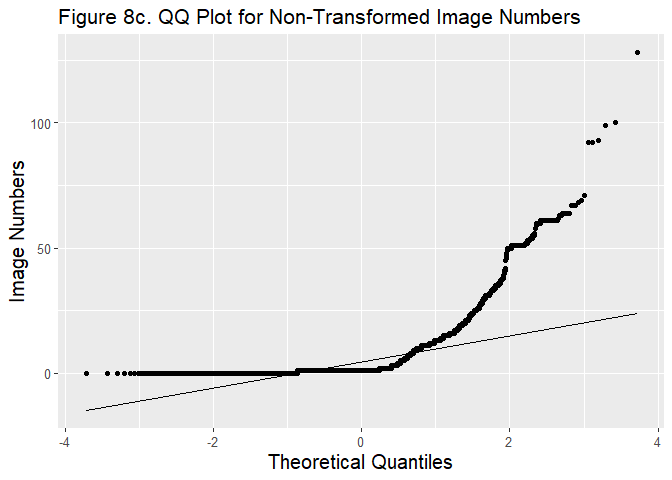 Figure 8c. QQ Plot for Non-Transformed Image Numbers
Image Numbers
100
50
0
-4
-2
0
2
4
Theoretical Quantiles